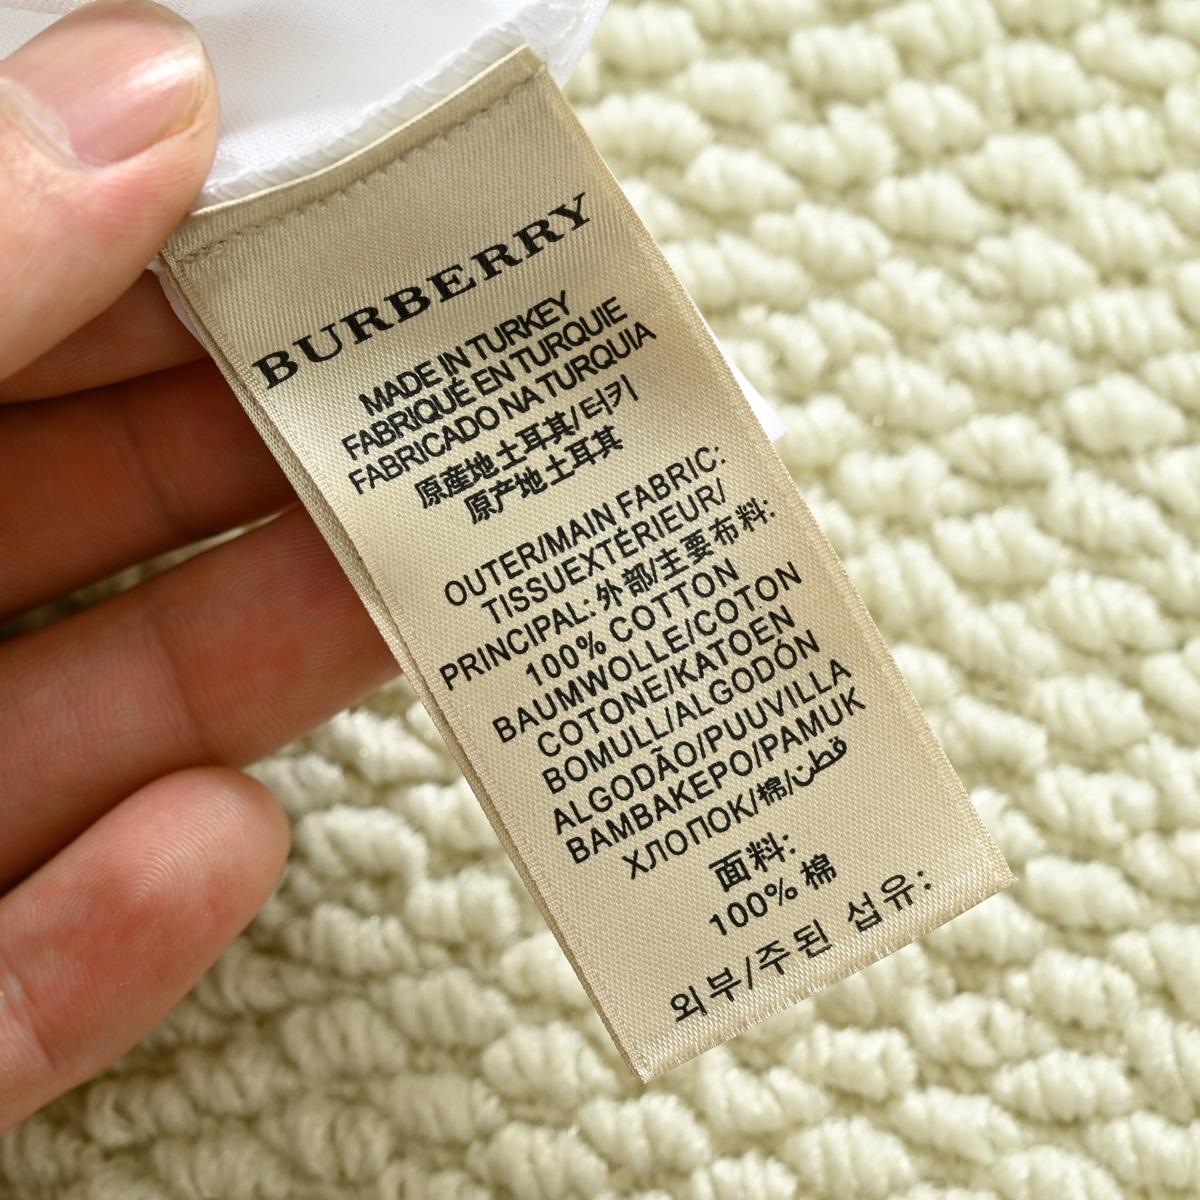 BURBERRY
MADE IN TURKEY
FABRIQUÉ EN TURQUIE
FABRICADO NA TURQUIA
原産地土耳其/터키
原产地土耳其
OUTER/MAIN FABRIC:
TISSUEXTÉRIEUR/
PRINCIPAL:外部/主要布料:
100% COTTON
BAUMWOLLE/COTON
COTONE/KATOEN
BOMULL/ALGODÓN
ALGODÃO/PUUVILLA
BAMBAKEPO/PAMUK
ХЛОПОК/棉/قطن
面料:
100% 棉
외부/주된 섬유: